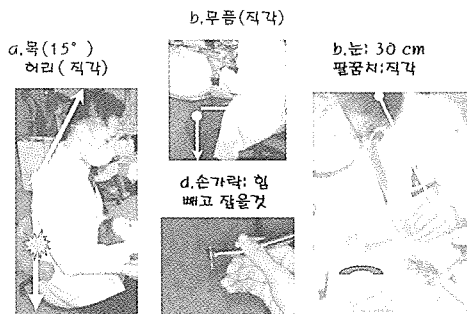 a.목(15°)
허리(직각)
b.무릎(직각)
b.눈: 30 cm
팔꿈치:직각
d.손가락: 힘
빼고 잡을것